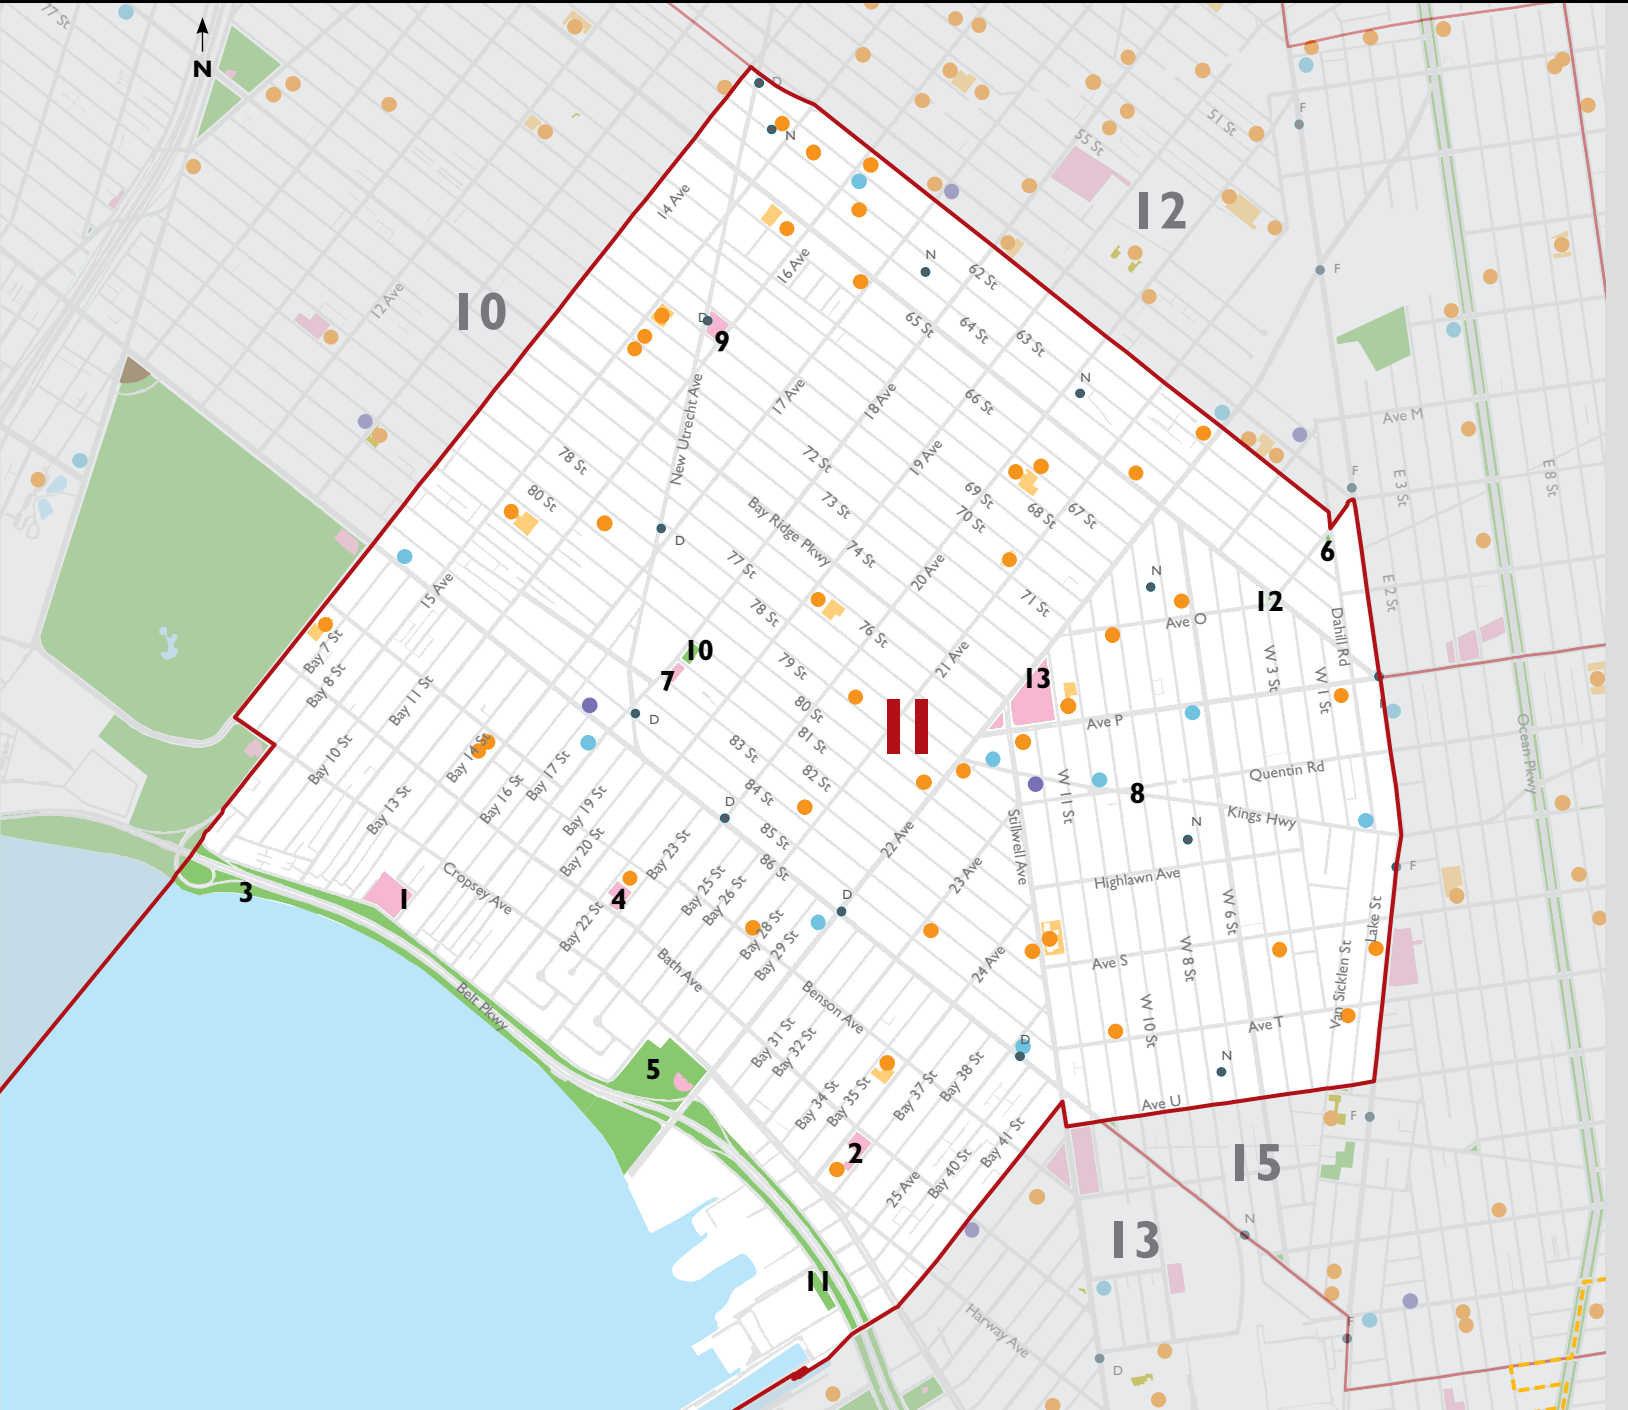 77 St
N
D
N
F
51 St
55 St
12
14 Ave
16 Ave
N
62 St
F
12 Ave
10
D
9
65 St
64 St
63 St
N
17 Ave
18 Ave
66 St
New Utrecht Ave
Ave M
78 St
72 St
19 Ave
F
E 3 St
E 8 St
80 St
73 St
69 St
68 St
67 St
70 St
Bay Ridge Pkwy
D
74 St
6
77 St
20 Ave
N
15 Ave
71 St
12
E 2 St
78 St
76 St
Ave O
Dahill Rd
Bay 7 St
10
7
79 St
21 Ave
13
W 3 St
W 1 St
Bay 8 St
Bay 11 St
D
80 St
11
Ave P
F
Ocean Pkwy
83 St
81 St
Bay 10 St
Bay 14 St
Bay 17 St
82 St
84 St
Quentin Rd
Bay 16 St
W 11 St
8
Bay 13 St
Bay 19 St
D
Kings Hwy
N
85 St
22 Ave
Stillwell Ave
Bay 20 St
Bay 23 St
86 St
23 Ave
F
Highlawn Ave
Cropsey Ave
3
1
4
Bay 25 St
Bay 26 St
D
Bay 22 St
Bay 28 St
W 6 St
Lake St
Bay 29 St
Bath Ave
24 Ave
Ave S
W 8 St
Van Sicklen St
Belt Pkwy
Benson Ave
W 10 St
Ave T
Bay 31 St
Bay 32 St
D
N
5
Bay 38 St
Bay 34 St
Bay 35 St
Bay 37 St
Ave U
F
Bay 41 St
2
Bay 40 St
25 Ave
15
13
N
11
Harway Ave
F
D